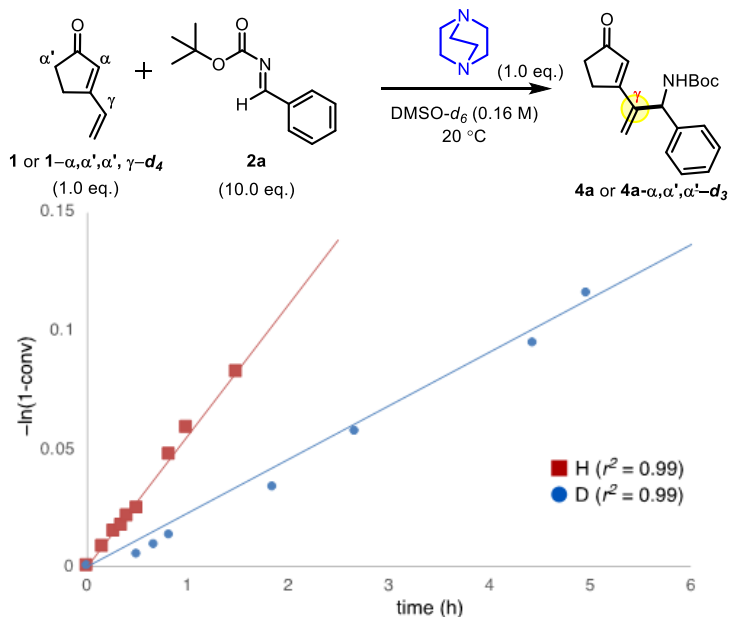 O
α'
α
γ
1 or 1–α,α',α', γ–d4
(1.0 eq.)
+
O
O
N
H
2a
(10.0 eq.)
N
N
(1.0 eq.)
DMSO-d6 (0.16 M)
20 °C
O
γ
NHBoc
4a or 4a-α,α',α'–d3
–ln(1-conv)
0.15
0.1
0.05
0
0
1
2
3
4
5
6
time (h)
H (r2 = 0.99)
D (r2 = 0.99)